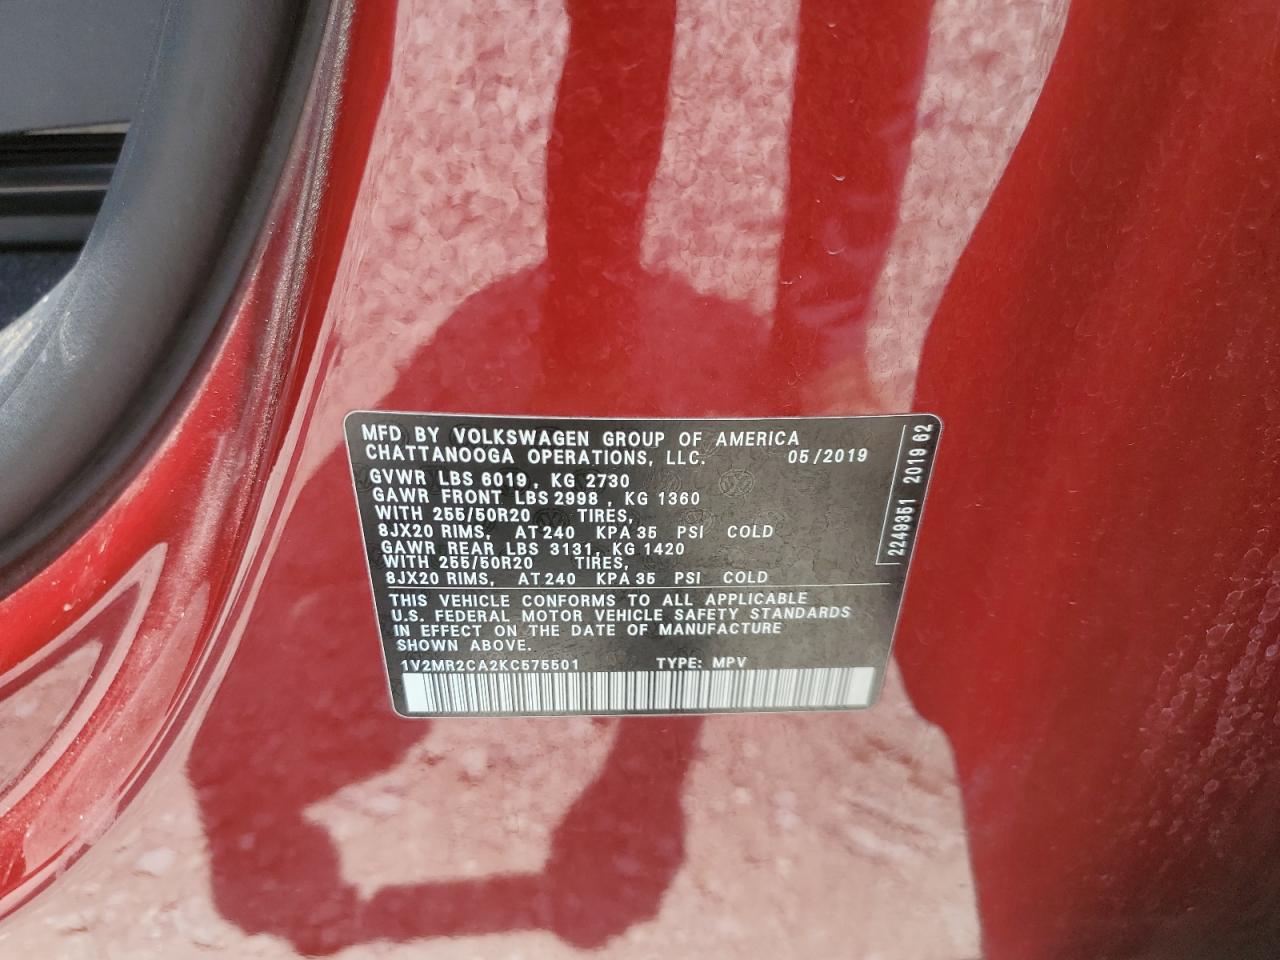 MFD BY VOLKSWAGEN GROUP OF AMERICA
CHATTANOOGA OPERATIONS, LLC. 05/2019
GVWR LBS 6019, KG 2730
GAWR FRONT LBS 2998, KG 1360
WITH 255/50R20 TIRES,
8JX20 RIMS, AT 240 KPA 35 PSI COLD
GAWR REAR LBS 3131, KG 1420
WITH 255/50R20 TIRES,
8JX20 RIMS, AT 240 KPA 35 PSI COLD
THIS VEHICLE CONFORMS TO ALL APPLICABLE
U.S. FEDERAL MOTOR VEHICLE SAFETY STANDARDS
IN EFFECT ON THE DATE OF MANUFACTURE
SHOWN ABOVE.
1V2MR2CA2KC575501 TYPE: MPV
2249351 2019 62